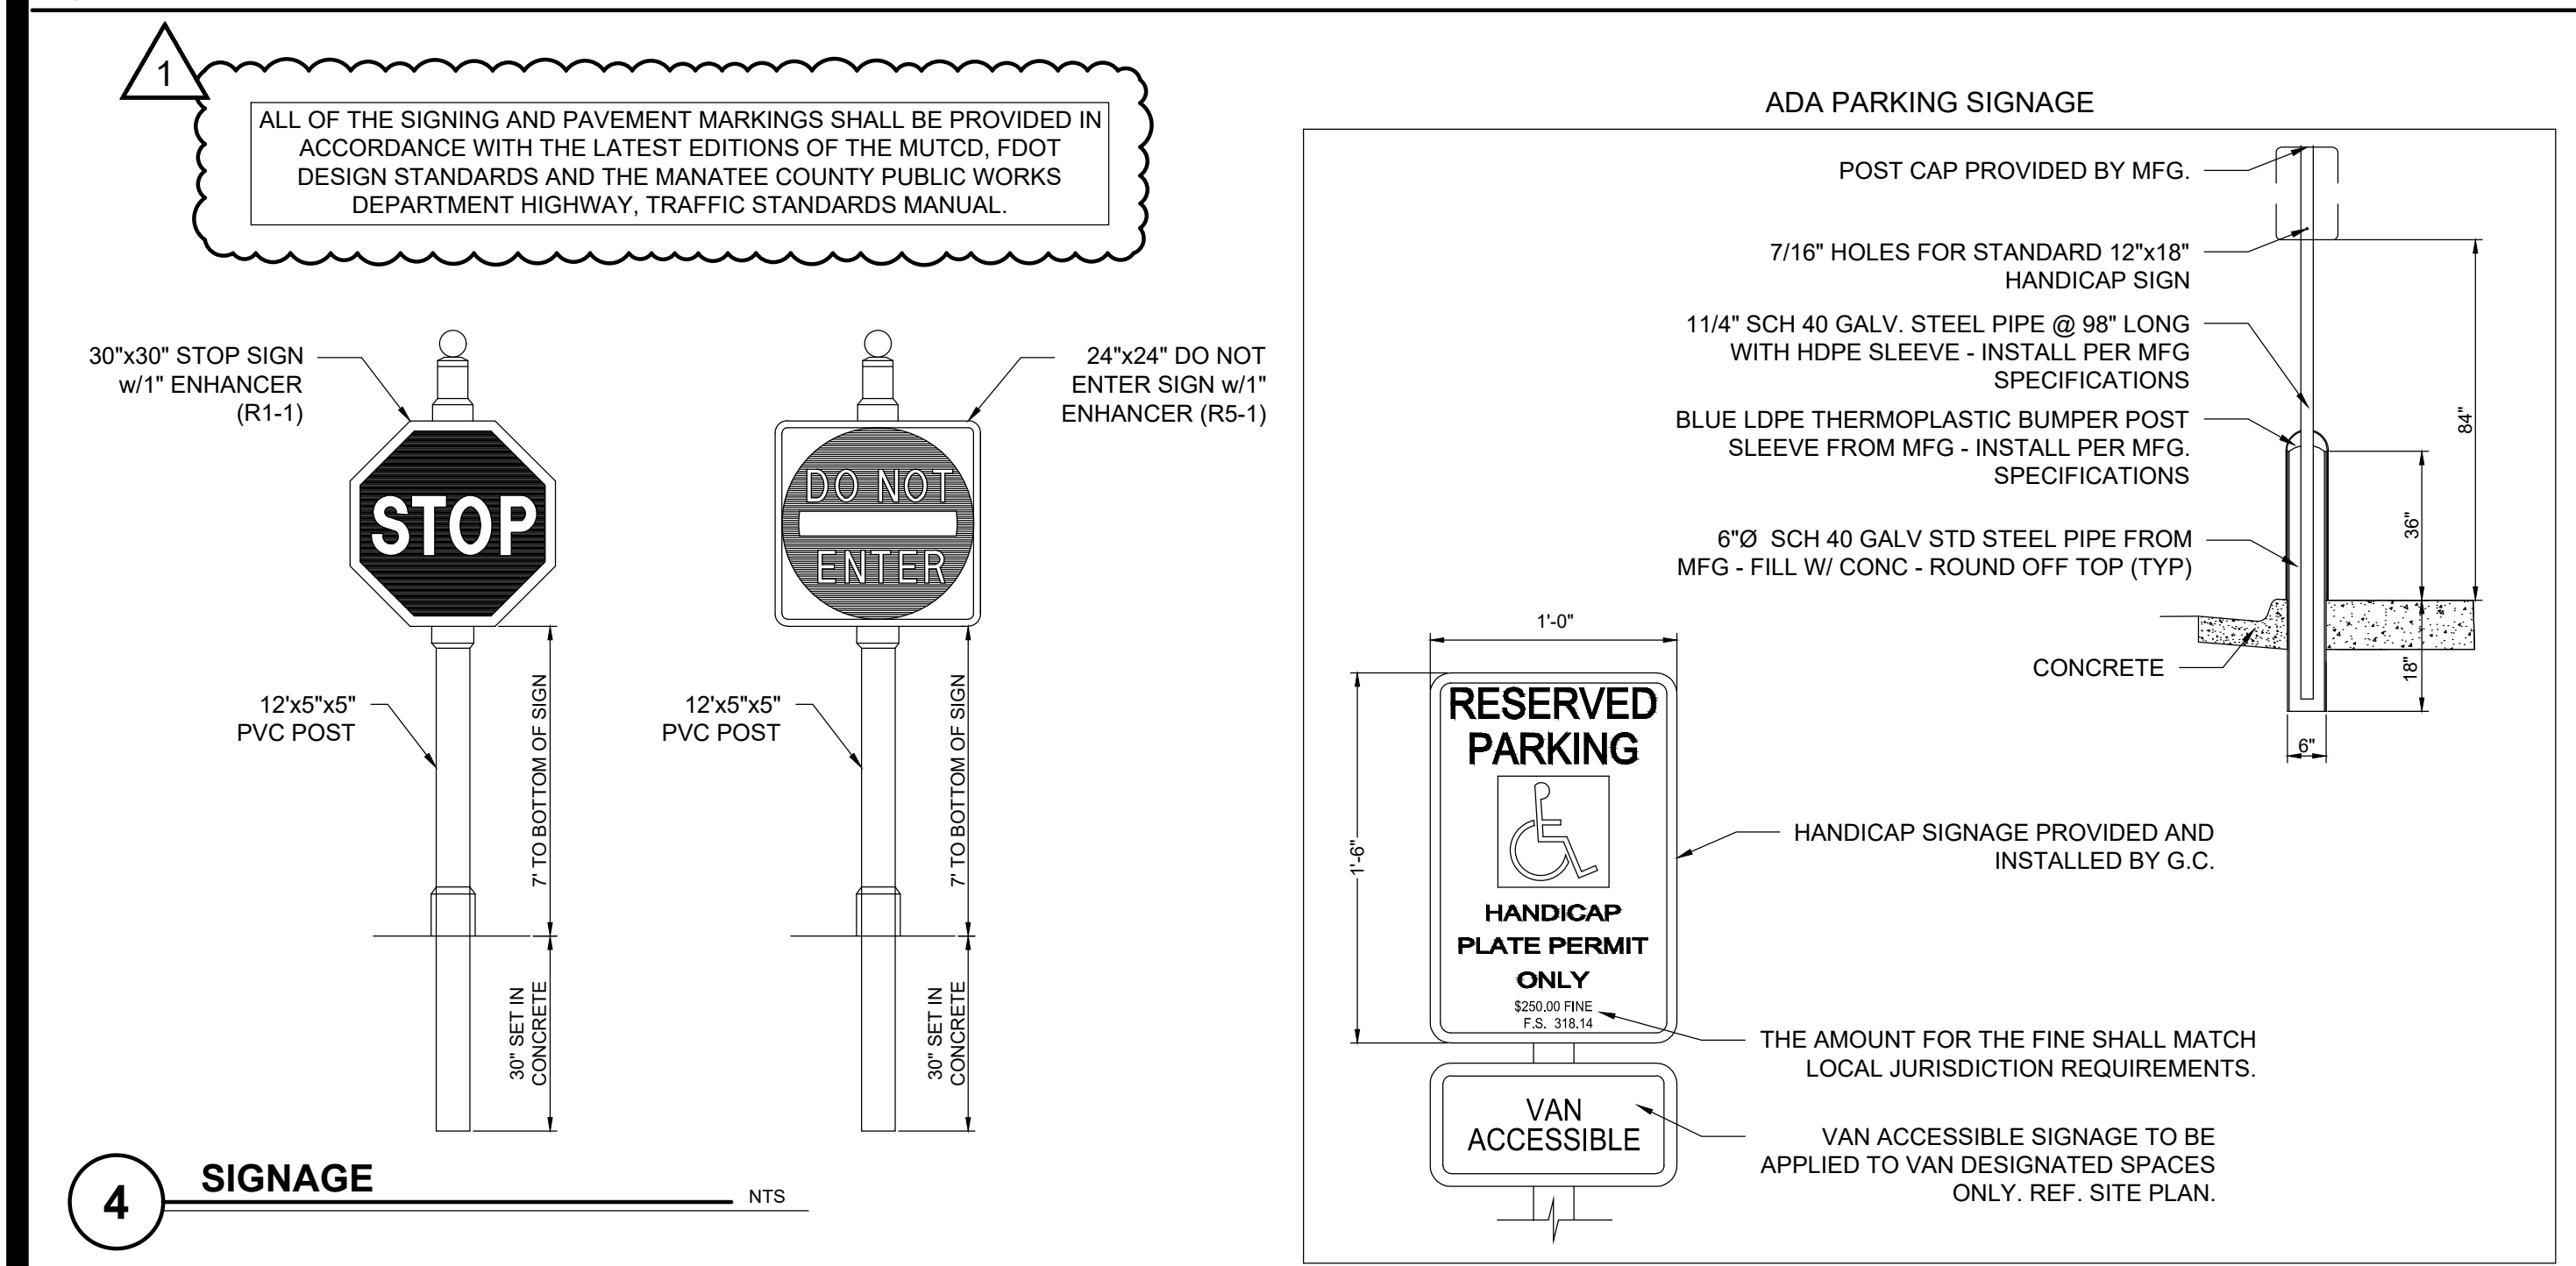 1
ALL OF THE SIGNING AND PAVEMENT MARKINGS SHALL BE PROVIDED IN
ACCORDANCE WITH THE LATEST EDITIONS OF THE MUTCD, FDOT
DESIGN STANDARDS AND THE MANATEE COUNTY PUBLIC WORKS
DEPARTMENT HIGHWAY, TRAFFIC STANDARDS MANUAL.
30"x30" STOP SIGN
w/1" ENHANCER
(R1-1)
STOP
12'x5"x5"
PVC POST
7' TO BOTTOM OF SIGN
30" SET IN
CONCRETE
24"x24" DO NOT
ENTER SIGN w/1"
ENHANCER (R5-1)
DO NOT
ENTER
12'x5"x5"
PVC POST
7' TO BOTTOM OF SIGN
30" SET IN
CONCRETE
4
SIGNAGE
NTS
ADA PARKING SIGNAGE
POST CAP PROVIDED BY MFG.
7/16" HOLES FOR STANDARD 12"x18"
HANDICAP SIGN
11/4" SCH 40 GALV. STEEL PIPE @ 98" LONG
WITH HDPE SLEEVE - INSTALL PER MFG
SPECIFICATIONS
BLUE LDPE THERMOPLASTIC BUMPER POST
SLEEVE FROM MFG - INSTALL PER MFG.
SPECIFICATIONS
6"Ø SCH 40 GALV STD STEEL PIPE FROM
MFG - FILL W/ CONC - ROUND OFF TOP (TYP)
CONCRETE
84"
36"
18"
6"
1'-0"
1'-6"
RESERVED
PARKING
HANDICAP
PLATE PERMIT
ONLY
$250.00 FINE
F.S. 318.14
VAN
ACCESSIBLE
HANDICAP SIGNAGE PROVIDED AND
INSTALLED BY G.C.
THE AMOUNT FOR THE FINE SHALL MATCH
LOCAL JURISDICTION REQUIREMENTS.
VAN ACCESSIBLE SIGNAGE TO BE
APPLIED TO VAN DESIGNATED SPACES
ONLY. REF. SITE PLAN.